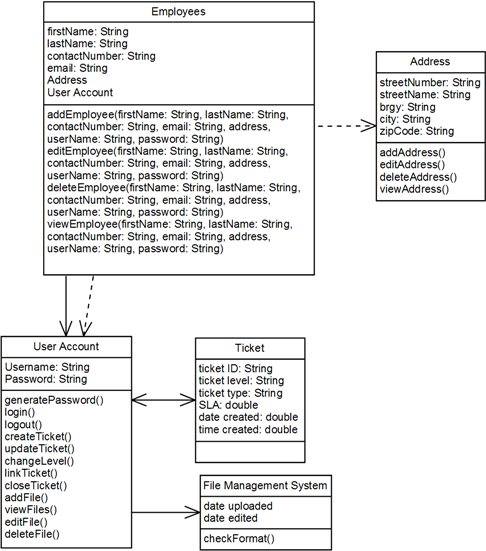 Employees
firstName: String
lastName: String
contactNumber: String
email: String
Address
User Account
addEmployee(firstName: String, lastName: String,
contactNumber: String, email: String, address,
userName: String, password: String)
editEmployee(firstName: String, lastName: String,
contactNumber: String, email: String, address,
userName: String, password: String)
deleteEmployee(firstName: String, lastName: String,
contactNumber: String, email: String, address,
userName: String, password: String)
viewEmployee(firstName: String, lastName: String,
contactNumber: String, email: String, address,
userName: String, password: String)
Address
streetNumber: String
streetName: String
brgy: String
city: String
zipCode: String
addAddress()
editAddress()
deleteAddress()
viewAddress()
User Account
Username: String
Password: String
generatePassword()
login()
logout()
createTicket()
updateTicket()
changeLevel()
linkTicket()
closeTicket()
addFile()
viewFiles()
editFile()
deleteFile()
Ticket
ticket ID: String
ticket level: String
ticket type: String
SLA: double
date created: double
time created: double
File Management System
date uploaded
date edited
checkFormat()